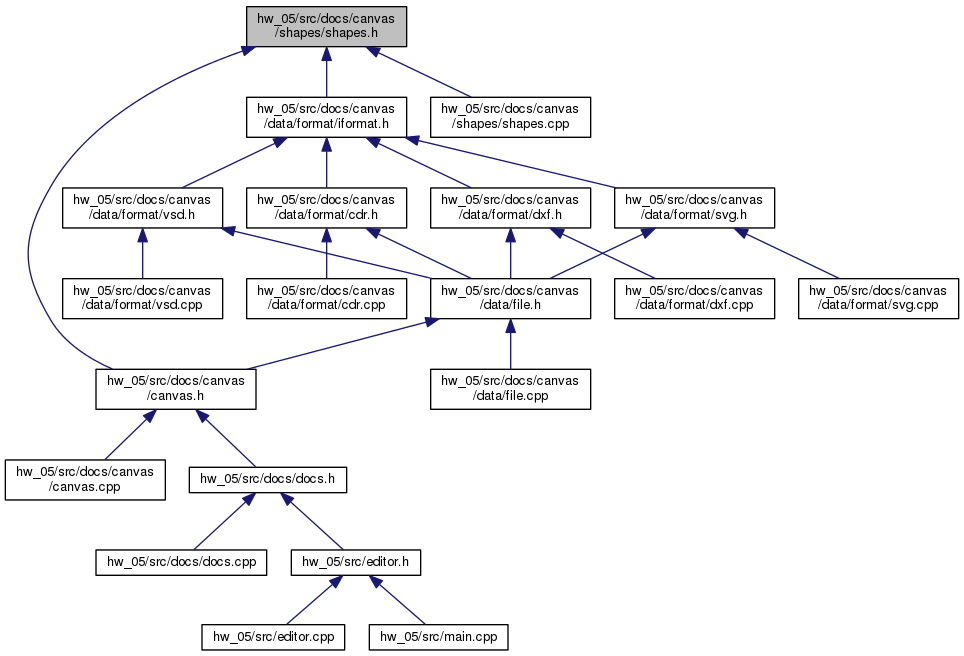 hw_05/src/docs/canvas
/shapes/shapes.h
hw_05/src/docs/canvas
/data/format/iformat.h
hw_05/src/docs/canvas
/shapes/shapes.cpp
hw_05/src/docs/canvas
/data/format/vsd.h
hw_05/src/docs/canvas
/data/format/cdr.h
hw_05/src/docs/canvas
/data/format/dxf.h
hw_05/src/docs/canvas
/data/format/svg.h
hw_05/src/docs/canvas
/data/format/vsd.cpp
hw_05/src/docs/canvas
/data/format/cdr.cpp
hw_05/src/docs/canvas
/data/file.h
hw_05/src/docs/canvas
/data/format/dxf.cpp
hw_05/src/docs/canvas
/data/format/svg.cpp
hw_05/src/docs/canvas
/canvas.h
hw_05/src/docs/canvas
/data/file.cpp
hw_05/src/docs/canvas
/canvas.cpp
hw_05/src/docs/docs.h
hw_05/src/docs/docs.cpp
hw_05/src/editor.h
hw_05/src/editor.cpp
hw_05/src/main.cpp